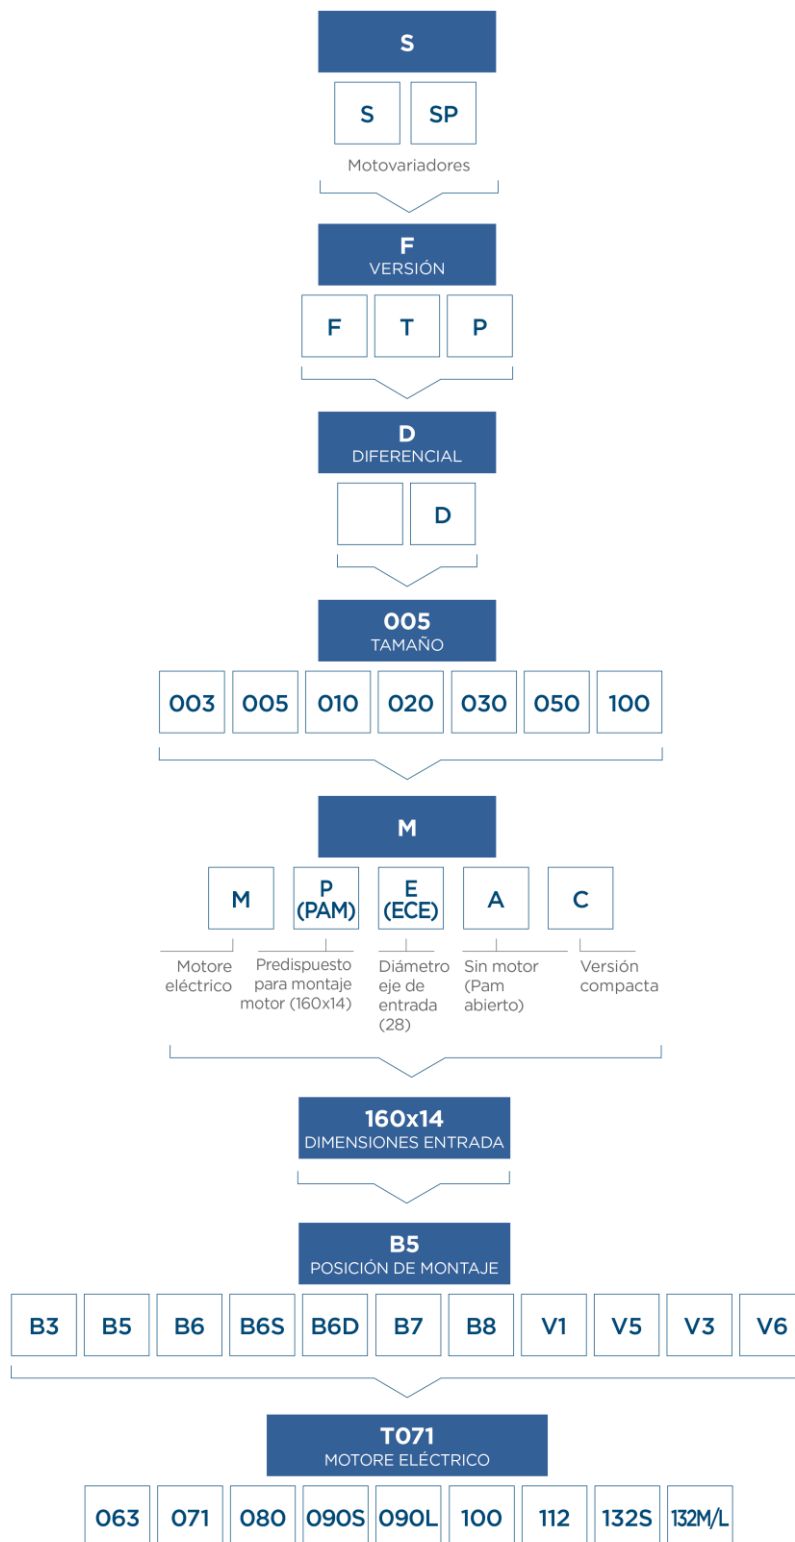 S
S SP
Motovariadores
F
VERSIÓN
F T P
D
DIFERENCIAL
D
005
TAMAÑO
003 005 010 020 030 050 100
M
M P (PAM) E (ECE) A C
Motore
eléctrico
Predispuesto
para montaje
motor (160x14)
Diámetro
eje de
entrada
(28)
Sin motor
(Pam
abierto)
Versión
compacta
160x14
DIMENSIONES ENTRADA
B5
POSICIÓN DE MONTAJE
B3 B5 B6 B6S B6D B7 B8 V1 V5 V3 V6
T071
MOTORE ELÉCTRICO
063 071 080 090S 090L 100 112 132S 132M/L